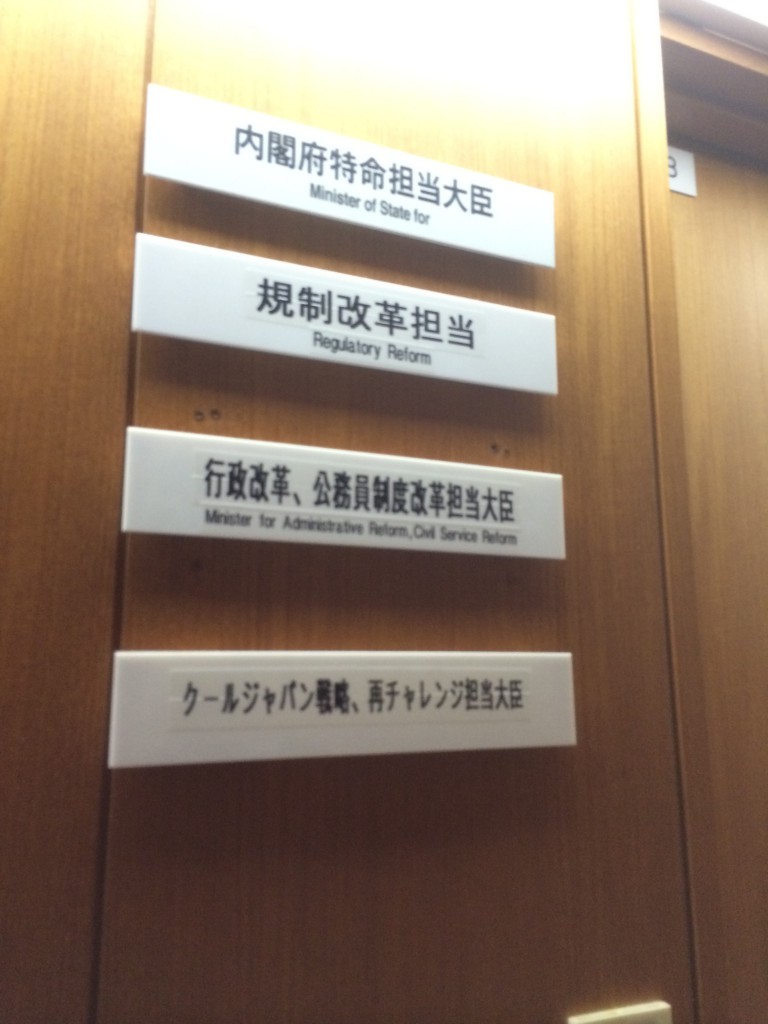 内閣府特命担当大臣
Minister of State for
規制改革担当
Regulatory Reform
行政改革、公務員制度改革担当大臣
Minister for Administrative Reform, Civil Service Reform
クールジャパン戦略、再チャレンジ担当大臣